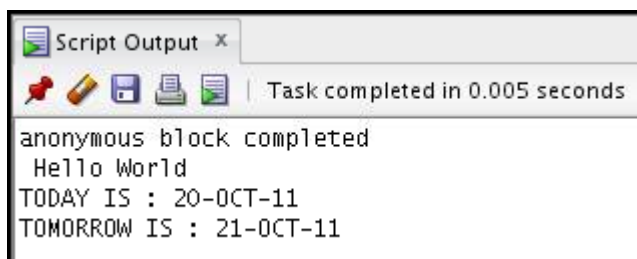 Script Output x
Task completed in 0.005 seconds
anonymous block completed
Hello World
TODAY IS : 20-OCT-11
TOMORROW IS : 21-OCT-11